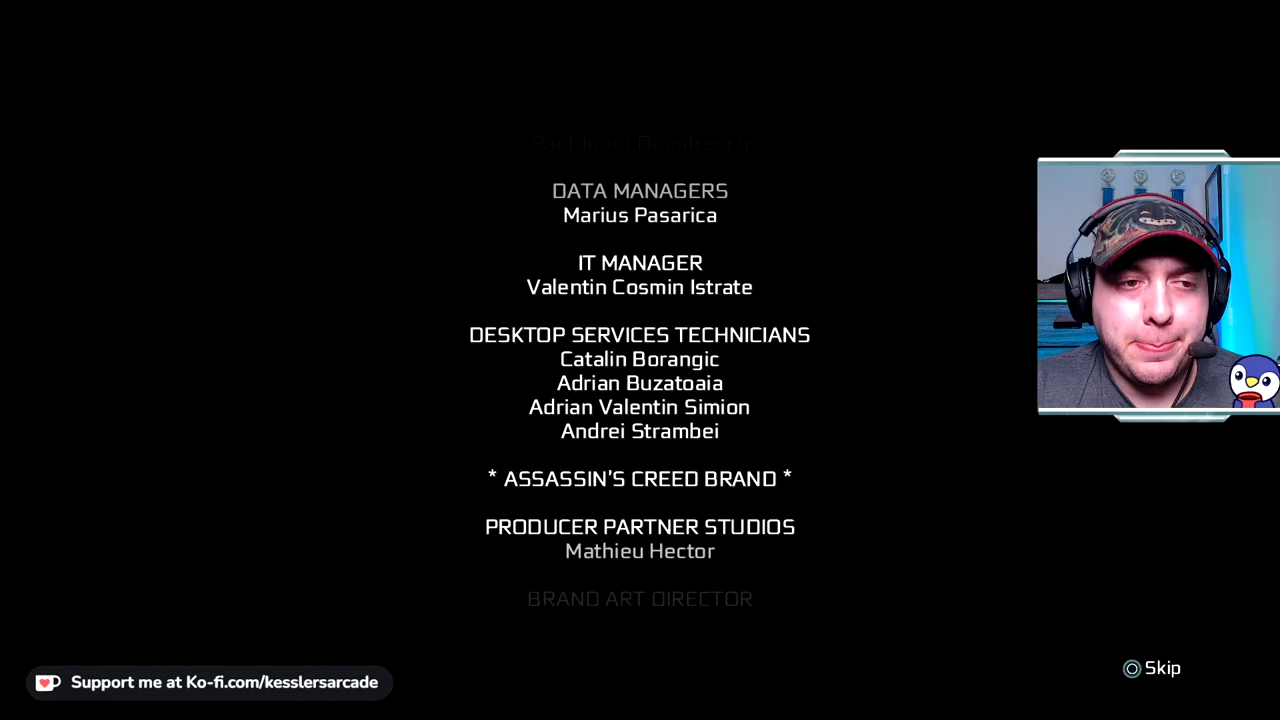 DATA MANAGERS
Marius Pasarica
IT MANAGER
Valentin Cosmin Istrate
DESKTOP SERVICES TECHNICIANS
Catalin Borangic
Adrian Buzatoaia
Adrian Valentin Simion
Andrei Strambei
* ASSASSIN'S CREED BRAND *
PRODUCER PARTNER STUDIOS
Mathieu Hector
BRAND ART DIRECTOR
Support me at Ko-fi.com/kesslersarcade
Skip